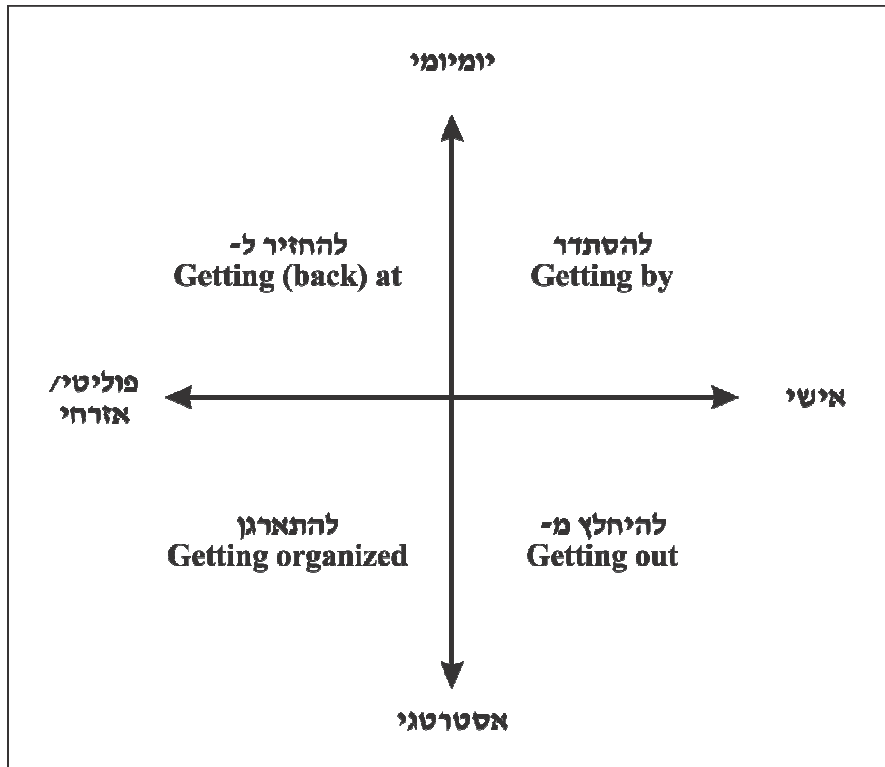 יומיומי
להסתדר
Getting by
להחזיר ל-
Getting (back) at
אישי
פוליטי/
אזרחי
להיחלץ מ-
Getting out
להתארגן
Getting organized
אסטרטגי